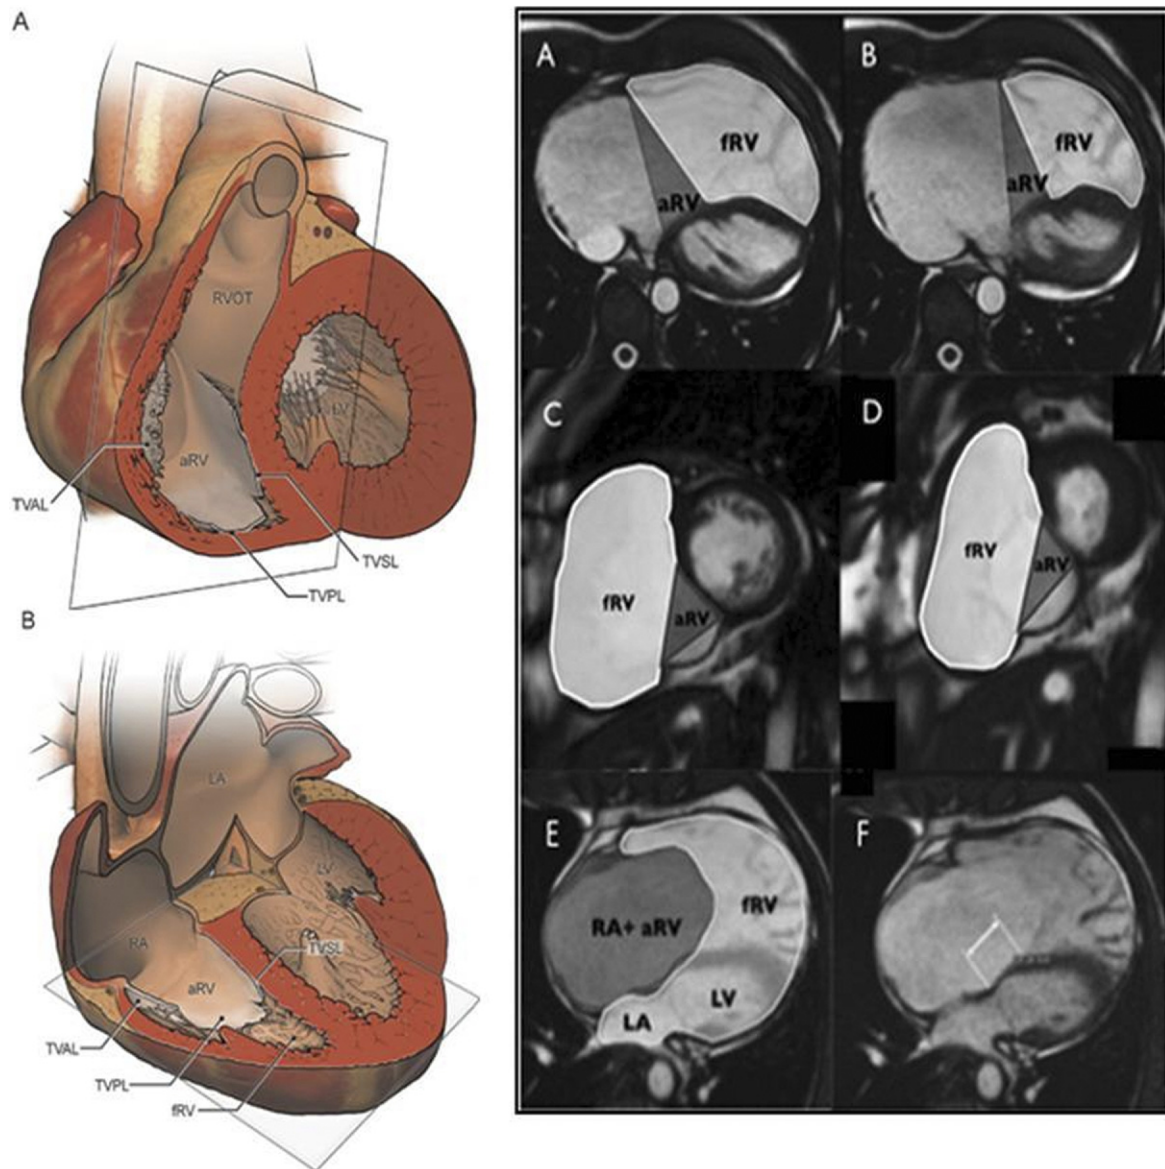 A
RVOT
LV
aRV
TVAL
TVSL
TVPL
B
LA
LV
RA
TVSL
aRV
TVAL
TVPL
fRV
A
fRV
aRV
B
fRV
aRV
C
fRV
aRV
D
fRV
aRV
E
RA+ aRV
fRV
LV
LA
F